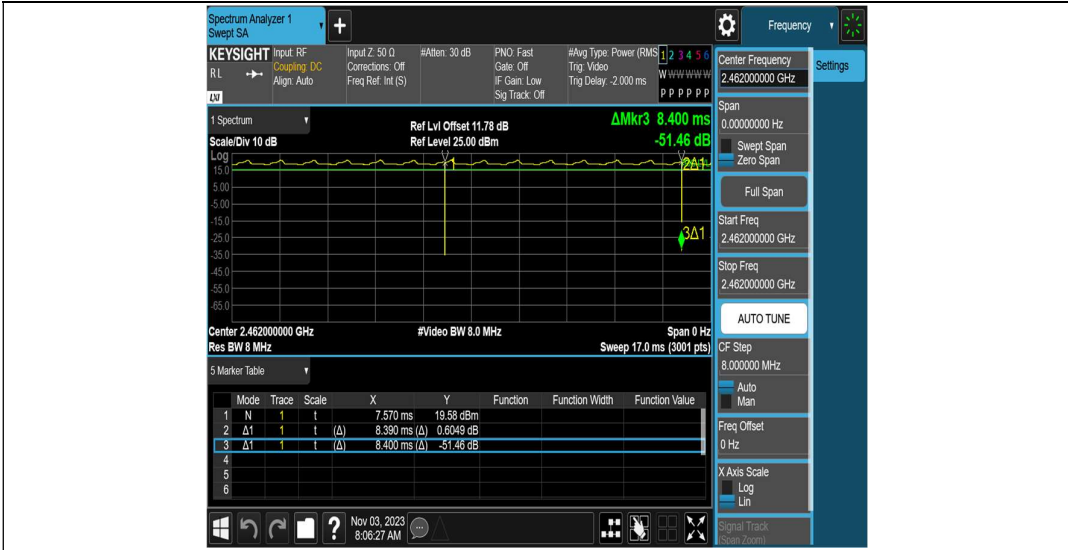 Spectrum Analyzer 1
Swept SA
Frequency
KEYSIGHT
RL
LXI
Input: RF
Coupling: DC
Align: Auto
Input Z: 50 Ω
Corrections: Off
Freq Ref: Int (S)
#Atten: 30 dB
PNO: Fast
Gate: Off
IF Gain: Low
Sig Track: Off
#Avg Type: Power (RMS
Trig: Video
Trig Delay: -2.000 ms
1 2 3 4 5 6
W W W W W W
P P P P P P
1 Spectrum
Scale/Div 10 dB
Ref Lvl Offset 11.78 dB
Ref Level 25.00 dBm
ΔMkr3 8.400 ms
-51.46 dB
Log
15.0
5.00
-5.00
-15.0
-25.0
-35.0
-45.0
-55.0
-65.0
2Δ1
3Δ1
Center 2.462000000 GHz
Res BW 8 MHz
#Video BW 8.0 MHz
Span 0 Hz
Sweep 17.0 ms (3001 pts)
5 Marker Table
Mode Trace Scale X Y Function Function Width Function Value
1 N 1 t 7.570 ms 19.58 dBm
2 Δ1 1 t (Δ) 8.390 ms (Δ) 0.6049 dB
3 Δ1 1 t (Δ) 8.400 ms (Δ) -51.46 dB
4
5
6
Nov 03, 2023
8:06:27 AM
Center Frequency
2.462000000 GHz
Settings
Span
0.00000000 Hz
Swept Span
Zero Span
Full Span
Start Freq
2.462000000 GHz
Stop Freq
2.462000000 GHz
AUTO TUNE
CF Step
8.000000 MHz
Auto
Man
Freq Offset
0 Hz
X Axis Scale
Log
Lin
Signal Track
(Span Zoom)